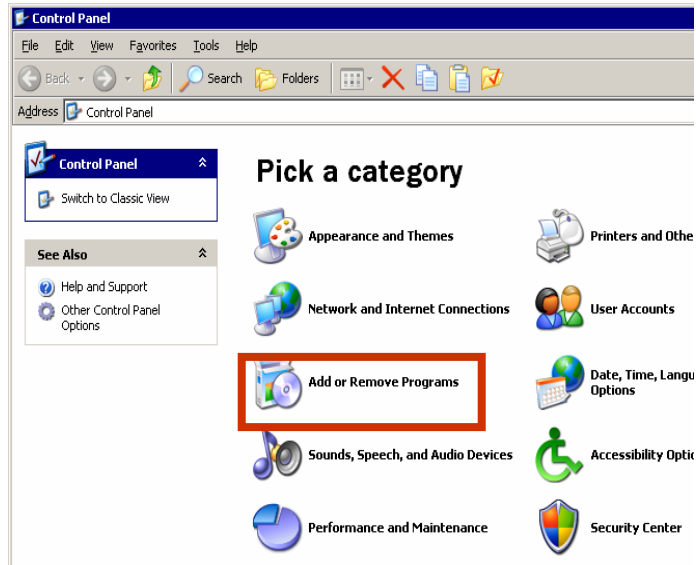 Control Panel
File Edit View Favorites Tools Help
Back Search Folders
Address Control Panel
Control Panel
Switch to Classic View
See Also
Help and Support
Other Control Panel
Options
Pick a category
Appearance and Themes
Printers and Othe
Network and Internet Connections
User Accounts
Add or Remove Programs
Date, Time, Langu
Options
Sounds, Speech, and Audio Devices
Accessibility Optio
Performance and Maintenance
Security Center